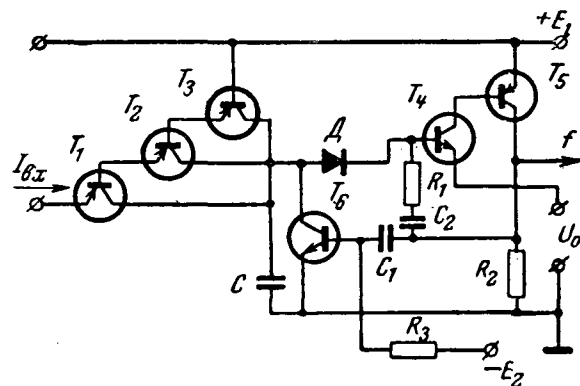 +E₁
T₃
T₅
T₂
T₄
T₁
Д
f
Iвх
T₆
R₁
C₂
U₀
C₁
C
R₂
R₃
−E₂